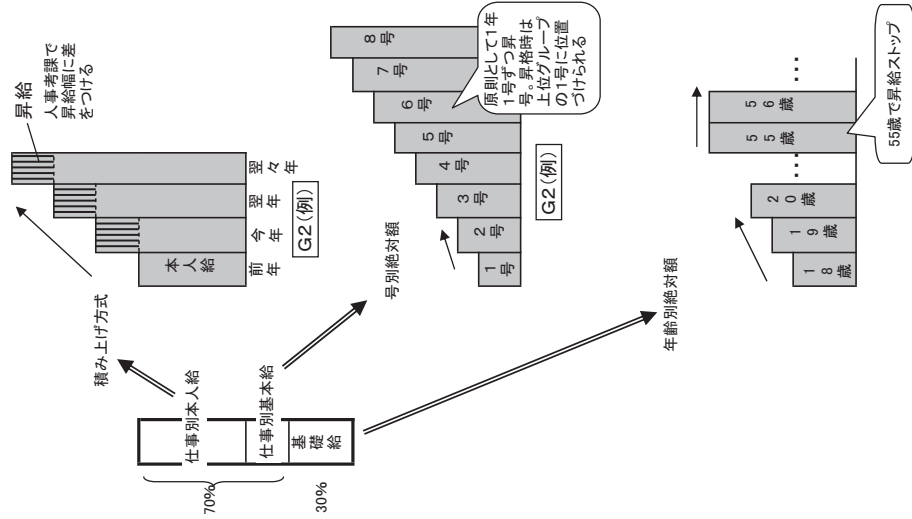 70%
30%
仕事別本人給
仕事別基本給
基礎給
積み上げ方式
昇給
人事考課で
昇給幅に差
をつける
本人給
前年
今年
翌年
翌々年
G2(例)
号別絶対額
1号
2号
3号
4号
5号
6号
7号
8号
G2(例)
原則として1年
1号ずつ昇
号。昇格時は
上位グループ
の1号に位置
づけられる
年齢別絶対額
18歳
19歳
20歳
・・・
55歳
56歳
・・・
55歳で昇給ストップ